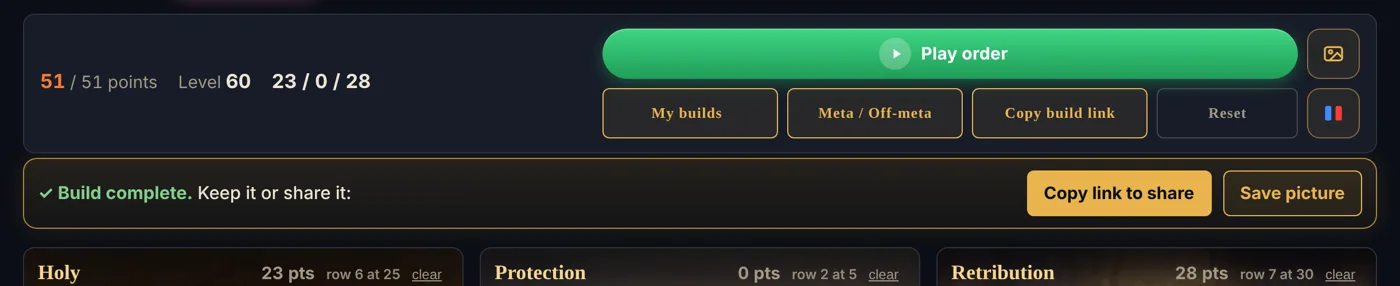 51 / 51 points Level 60 23 / 0 / 28
Play order
My builds Meta / Off-meta Copy build link Reset
✓ Build complete. Keep it or share it: Copy link to share Save picture
Holy 23 pts row 6 at 25 clear
Protection 0 pts row 2 at 5 clear
Retribution 28 pts row 7 at 30 clear